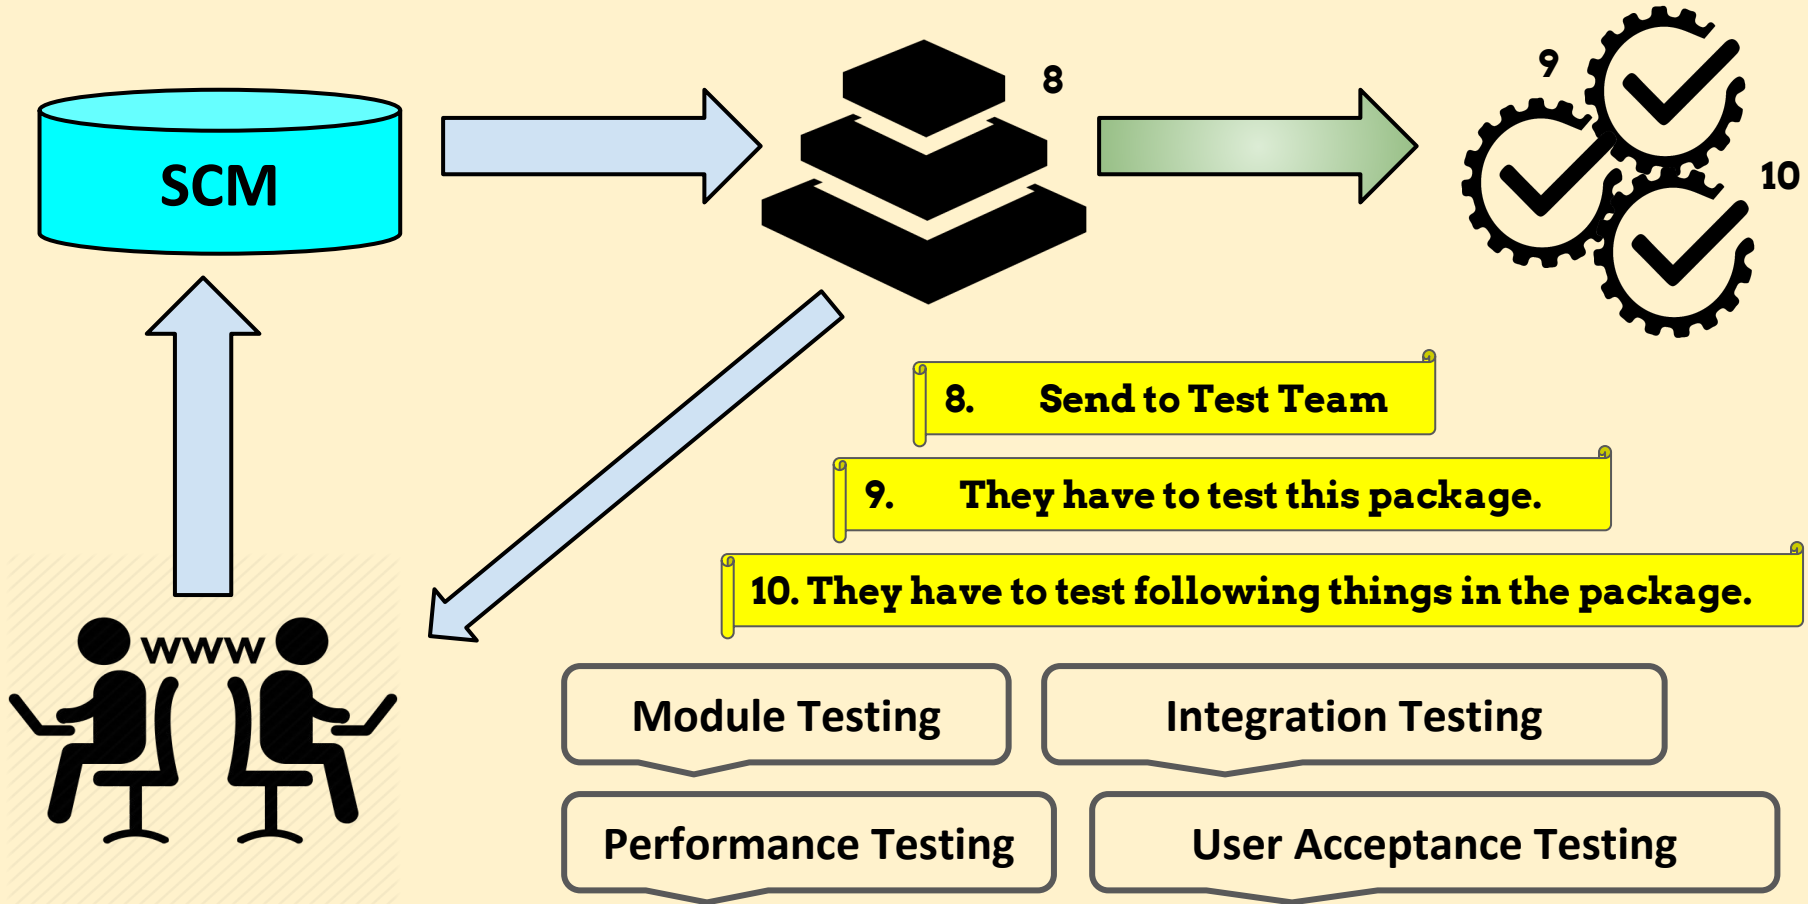 8
9
SCM
10
8. Send to Test Team
9. They have to test this package.
10. They have to test following things in the package.
www
Module Testing
Integration Testing
Performance Testing
User Acceptance Testing